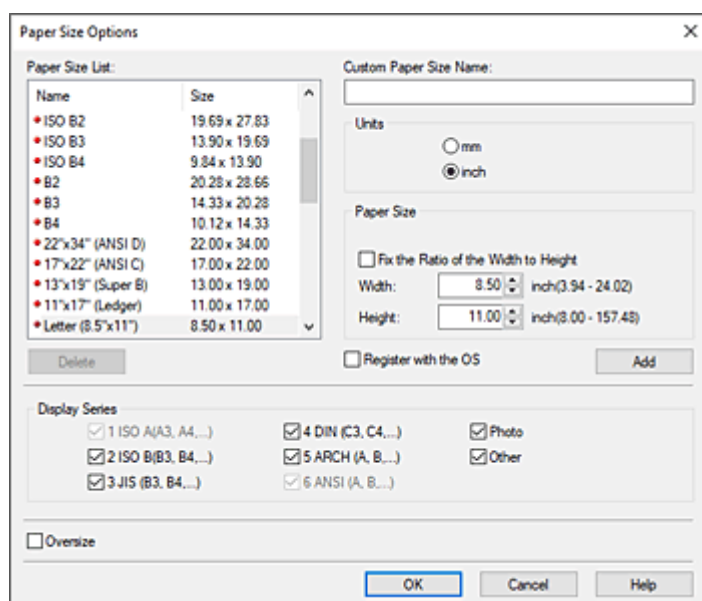 Paper Size Options
Paper Size List:
Custom Paper Size Name:
Name Size
ISO B2 19.69 x 27.83
ISO B3 13.90 x 19.69
ISO B4 9.84 x 13.90
B2 20.28 x 28.66
B3 14.33 x 20.28
B4 10.12 x 14.33
22"x34" (ANSI D) 22.00 x 34.00
17"x22" (ANSI C) 17.00 x 22.00
13"x19" (Super B) 13.00 x 19.00
11"x17" (Ledger) 11.00 x 17.00
Letter (8.5"x11") 8.50 x 11.00
Delete
Units
mm
inch
Paper Size
Fix the Ratio of the Width to Height
Width: 8.50 inch(3.94 - 24.02)
Height: 11.00 inch(8.00 - 157.48)
Register with the OS
Add
Display Series
1 ISO A(A3, A4,...) 4 DIN (C3, C4,...) Photo
2 ISO B(B3, B4,...) 5 ARCH (A, B,...) Other
3 JIS (B3, B4,...) 6 ANSI (A, B,...)
Oversize
OK Cancel Help